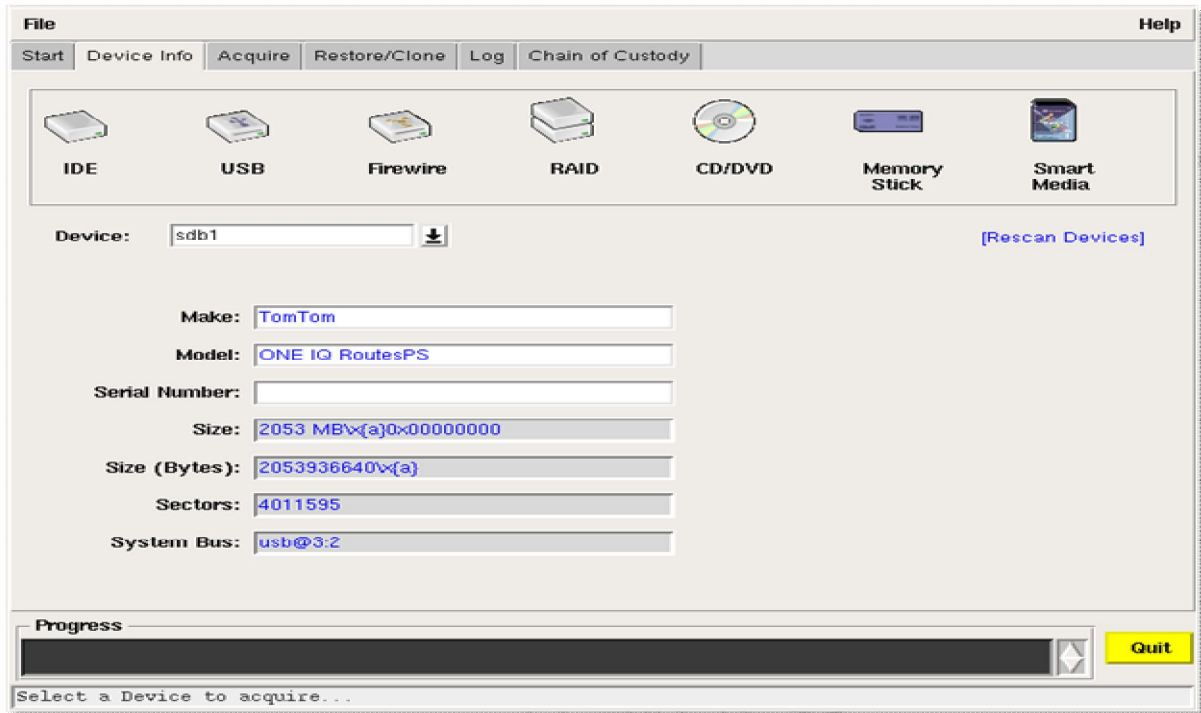 File Help
Start Device Info Acquire Restore/Clone Log Chain of Custody
IDE USB Firewire RAID CD/DVD Memory Stick Smart Media
Device: sdb1 [Rescan Devices]
Make: TomTom
Model: ONE IQ RoutesPS
Serial Number:
Size: 2053 MB\x{a}0x00000000
Size (Bytes): 2053936640\x{a}
Sectors: 4011595
System Bus: usb@3:2
Progress
Quit
Select a Device to acquire...